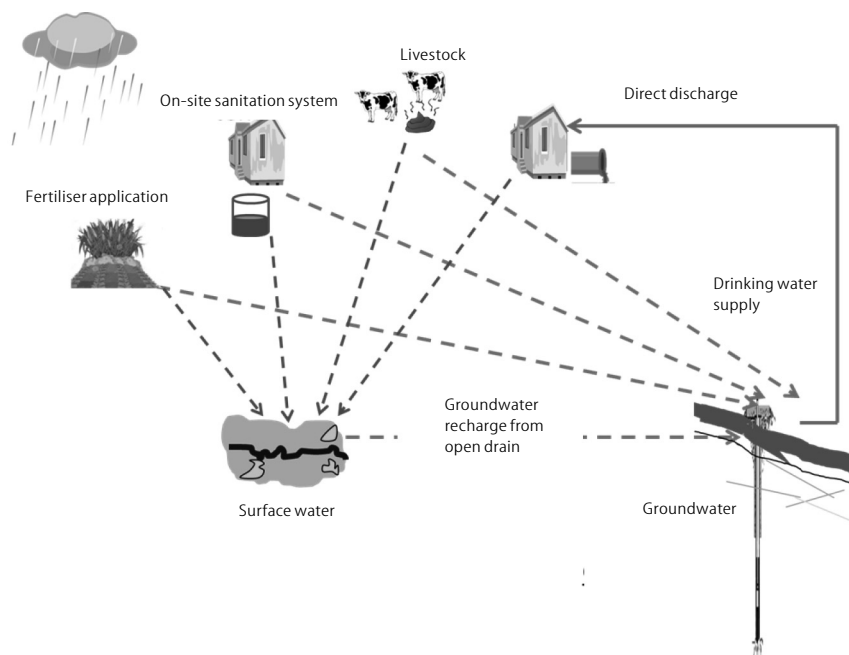 Livestock
On-site sanitation system
Direct discharge
Fertiliser application
Drinking water
supply
Groundwater
recharge from
open drain
Surface water
Groundwater